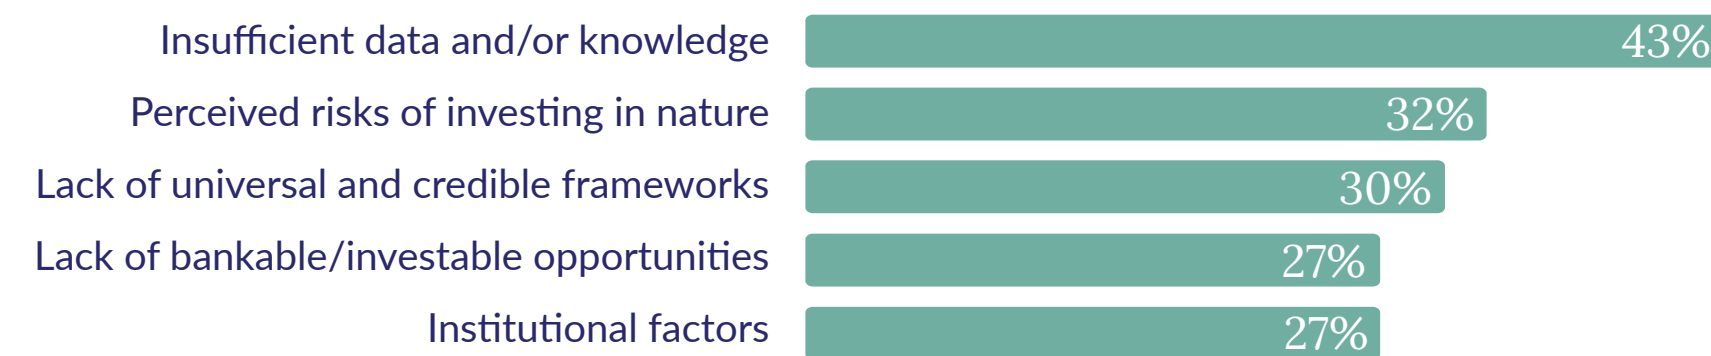 Insufficient data and/or knowledge 43%
Perceived risks of investing in nature 32%
Lack of universal and credible frameworks 30%
Lack of bankable/investable opportunities 27%
Institutional factors 27%